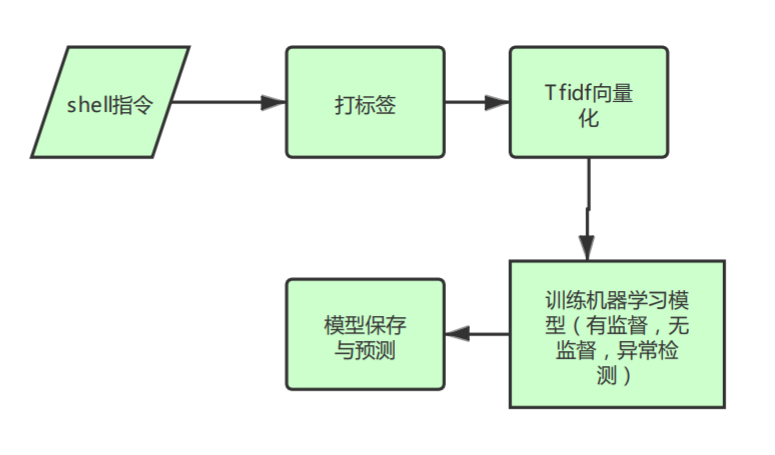 shell指令
打标签
Tfidf向量
化
训练机器学习模
型（有监督，无
监督，异常检
测）
模型保存
与预测